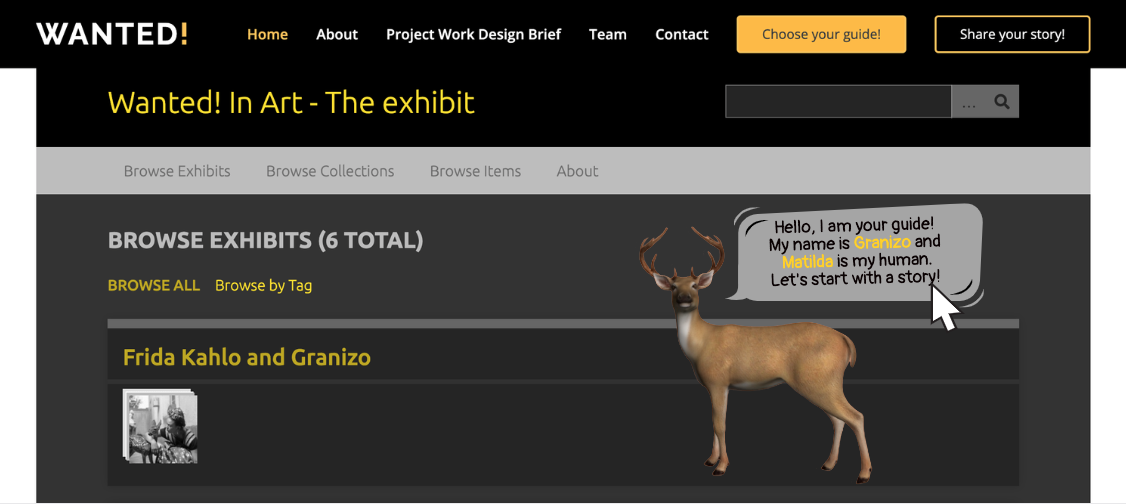 WANTED!
Home About Project Work Design Brief Team Contact Choose your guide! Share your story!
Wanted! In Art - The exhibit
...
Browse Exhibits Browse Collections Browse Items About
BROWSE EXHIBITS (6 TOTAL)
BROWSE ALL Browse by Tag
Hello, I am your guide!
My name is Granizo and
Matilda is my human.
Let's start with a story!
Frida Kahlo and Granizo